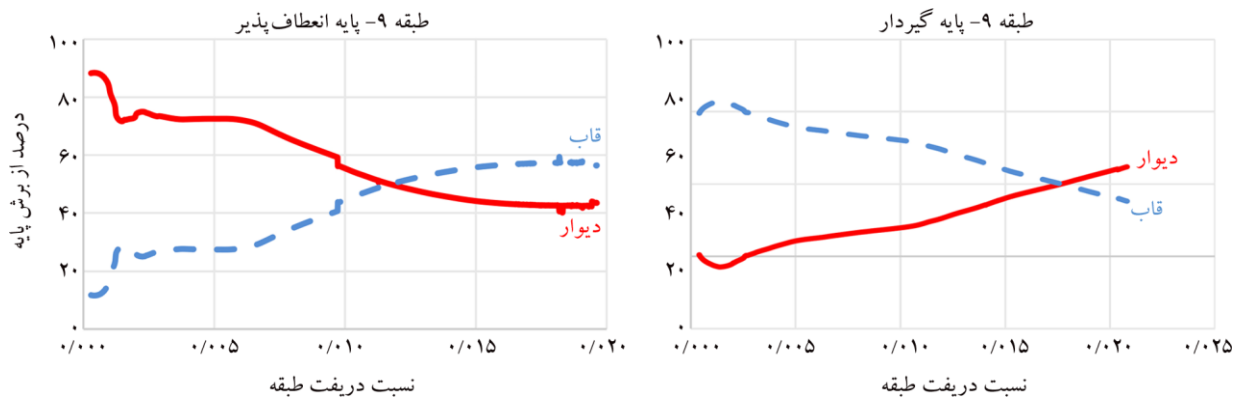 طبقه ۹- پایه انعطاف‌پذیر
درصد از برش پایه
۱۰۰
۸۰
۶۰
۴۰
۲۰
۰
قاب
دیوار
۰/۰۰۰ ۰/۰۰۵ ۰/۰۱۰ ۰/۰۱۵ ۰/۰۲۰
نسبت دریفت طبقه
طبقه ۹- پایه گیردار
۱۰۰
۸۰
۶۰
۴۰
۲۰
۰
دیوار
قاب
۰/۰۰۰ ۰/۰۰۵ ۰/۰۱۰ ۰/۰۱۵ ۰/۰۲۰ ۰/۰۲۵
نسبت دریفت طبقه